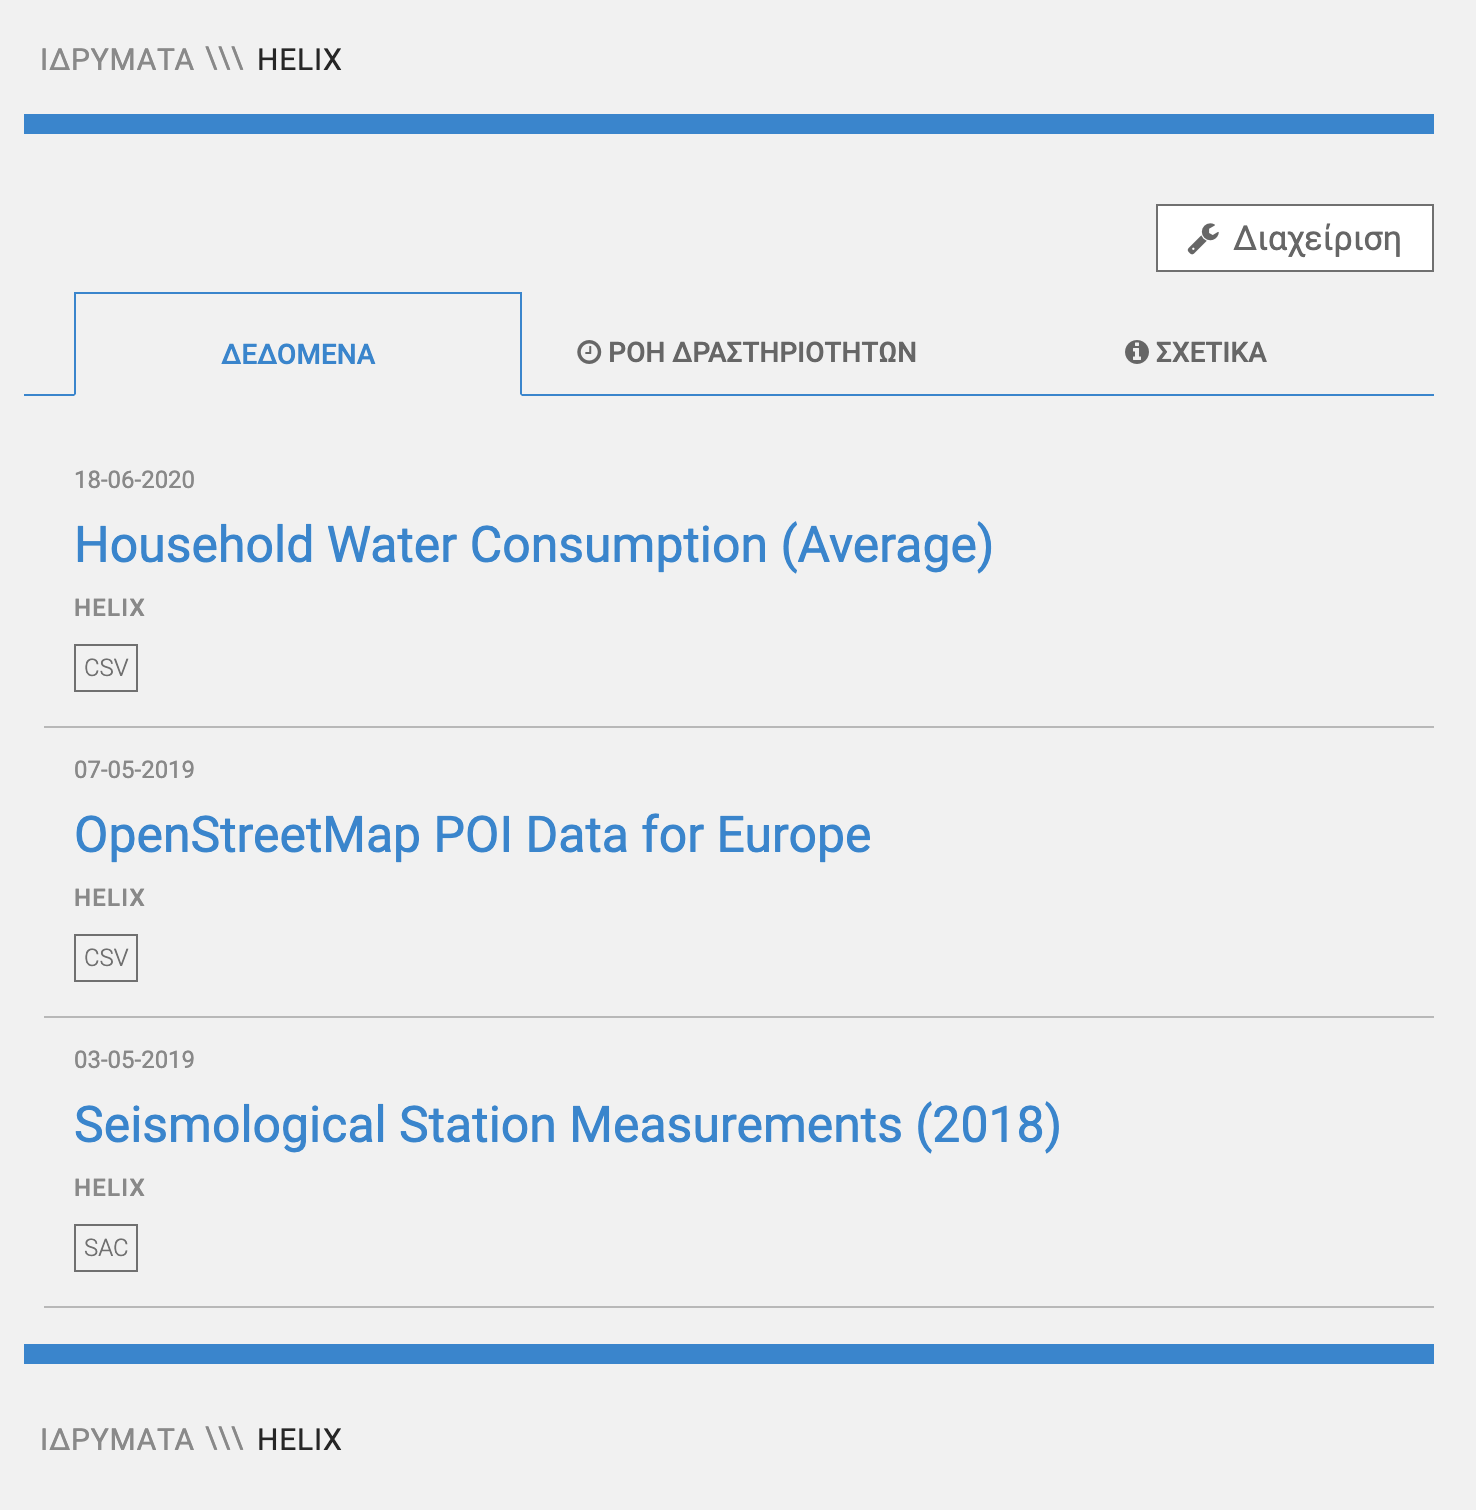 ΙΔΡΥΜΑΤΑ \\\ HELIX
Διαχείριση
ΔΕΔΟΜΕΝΑ
ΡΟΗ ΔΡΑΣΤΗΡΙΟΤΗΤΩΝ
ΣΧΕΤΙΚΑ
18-06-2020
Household Water Consumption (Average)
HELIX
CSV
07-05-2019
OpenStreetMap POI Data for Europe
HELIX
CSV
03-05-2019
Seismological Station Measurements (2018)
HELIX
SAC
ΙΔΡΥΜΑΤΑ \\\ HELIX